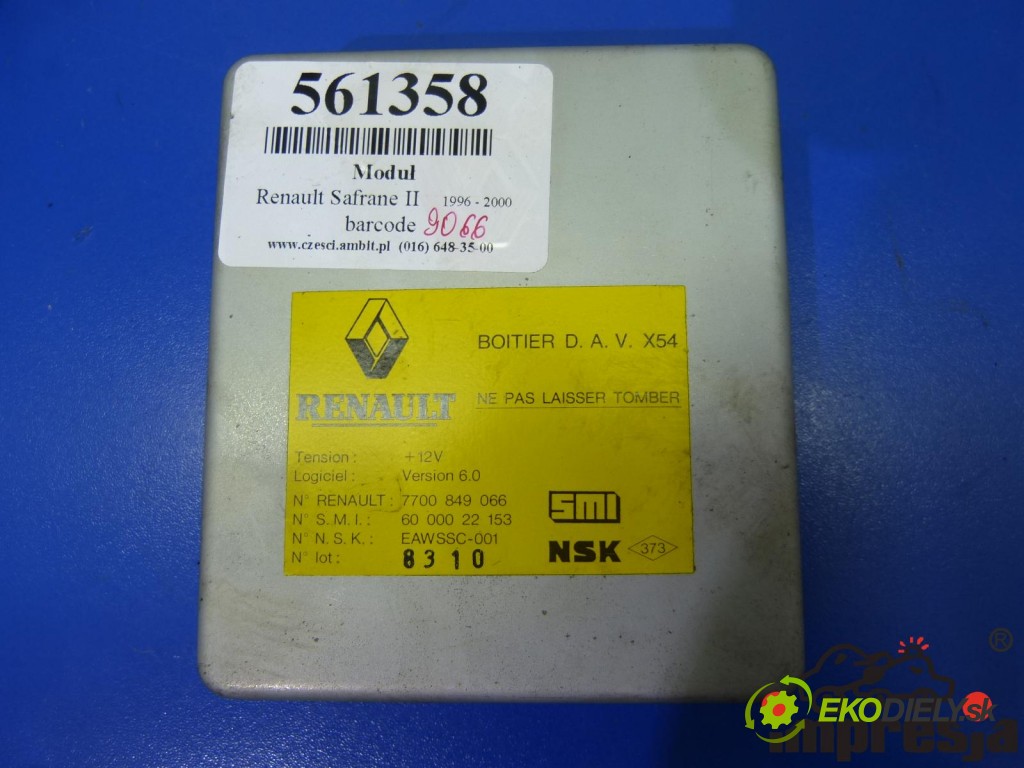 561358
Moduł
Renault Safrane II 1996 - 2000
barcode 9066
www.czesci.ambit.pl (016) 648-35-00
BOITIER D. A. V. X54
RENAULT
NE PAS LAISSER TOMBER
Tension : +12V
Logiciel : Version 6.0
N° RENAULT : 7700 849 066
N° S. M. I. : 60 000 22 153
N° N. S. K. : EAWSSC-001
N° lot : 8310
SMI
NSK 373
®
EKODIELY.sk
impresja